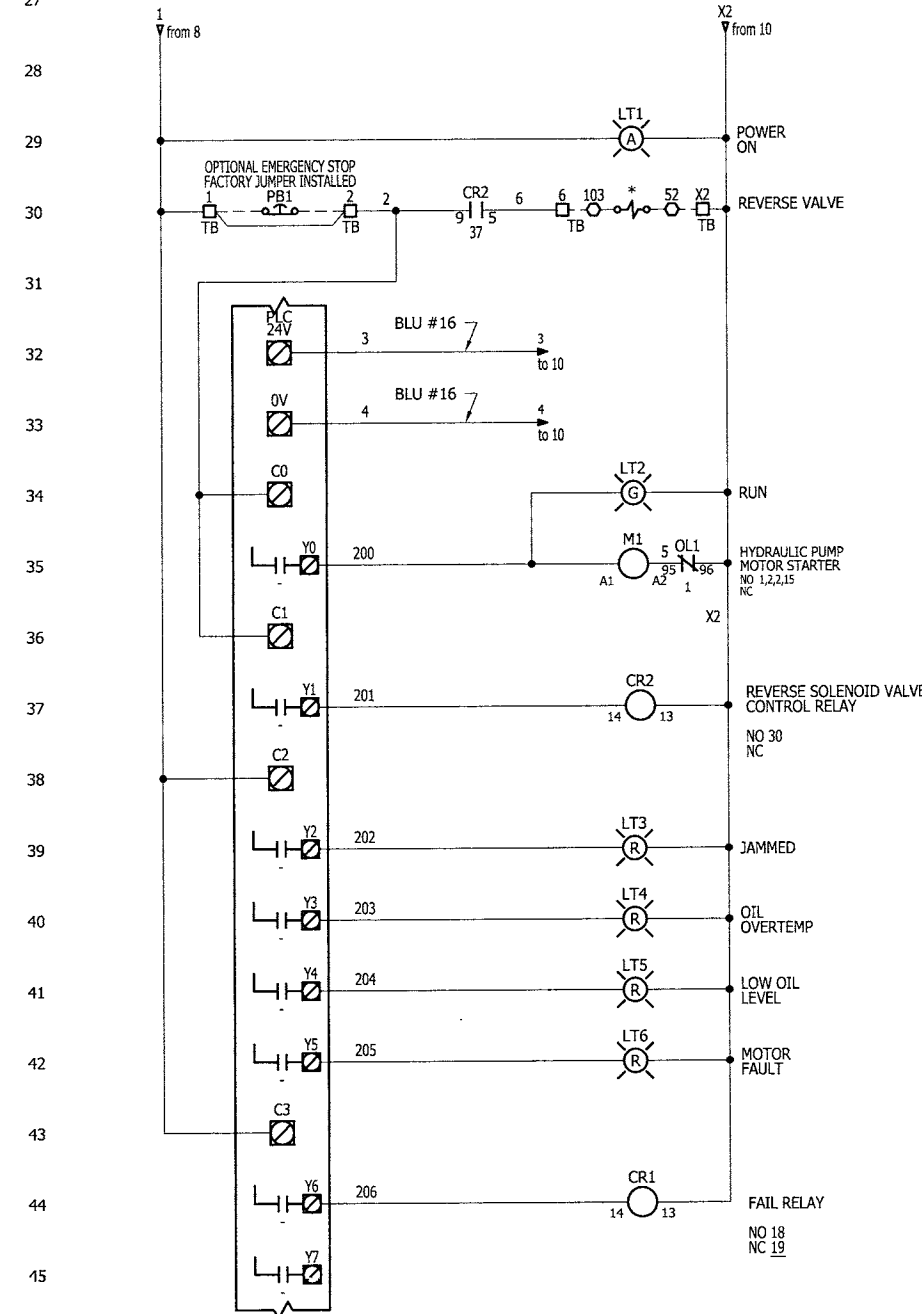 27
1
from 8
X2
from 10
28
LT1
29
A
POWER
ON
OPTIONAL EMERGENCY STOP
FACTORY JUMPER INSTALLED
1 PB1 2 2 CR2 6 6 103 * 52 X2
30
9 5
REVERSE VALVE
TB TB 37 TB TB
31
PLC
24V
3 BLU #16 3
32
to 10
0V
4 BLU #16 4
33
to 10
C0
LT2
34
G
RUN
Y0 200 M1 5 OL1
35
A1 A2 95 96
1
HYDRAULIC PUMP
MOTOR STARTER
NO 1,2,2,15
NC
C1
X2
36
Y1 201 CR2
37
14 13
REVERSE SOLENOID VALVE
CONTROL RELAY
NO 30
NC
C2
38
Y2 202 LT3
39
R
JAMMED
Y3 203 LT4
40
R
OIL
OVERTEMP
Y4 204 LT5
41
R
LOW OIL
LEVEL
Y5 205 LT6
42
R
MOTOR
FAULT
C3
43
Y6 206 CR1
44
14 13
FAIL RELAY
NO 18
NC 19
Y7
45